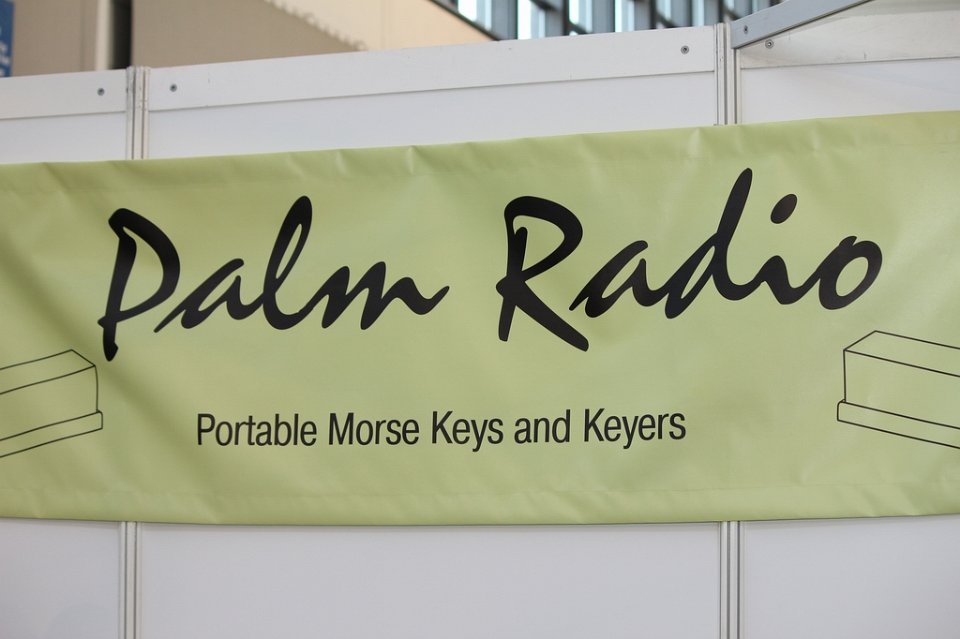 Palm Radio
Portable Morse Keys and Keyers